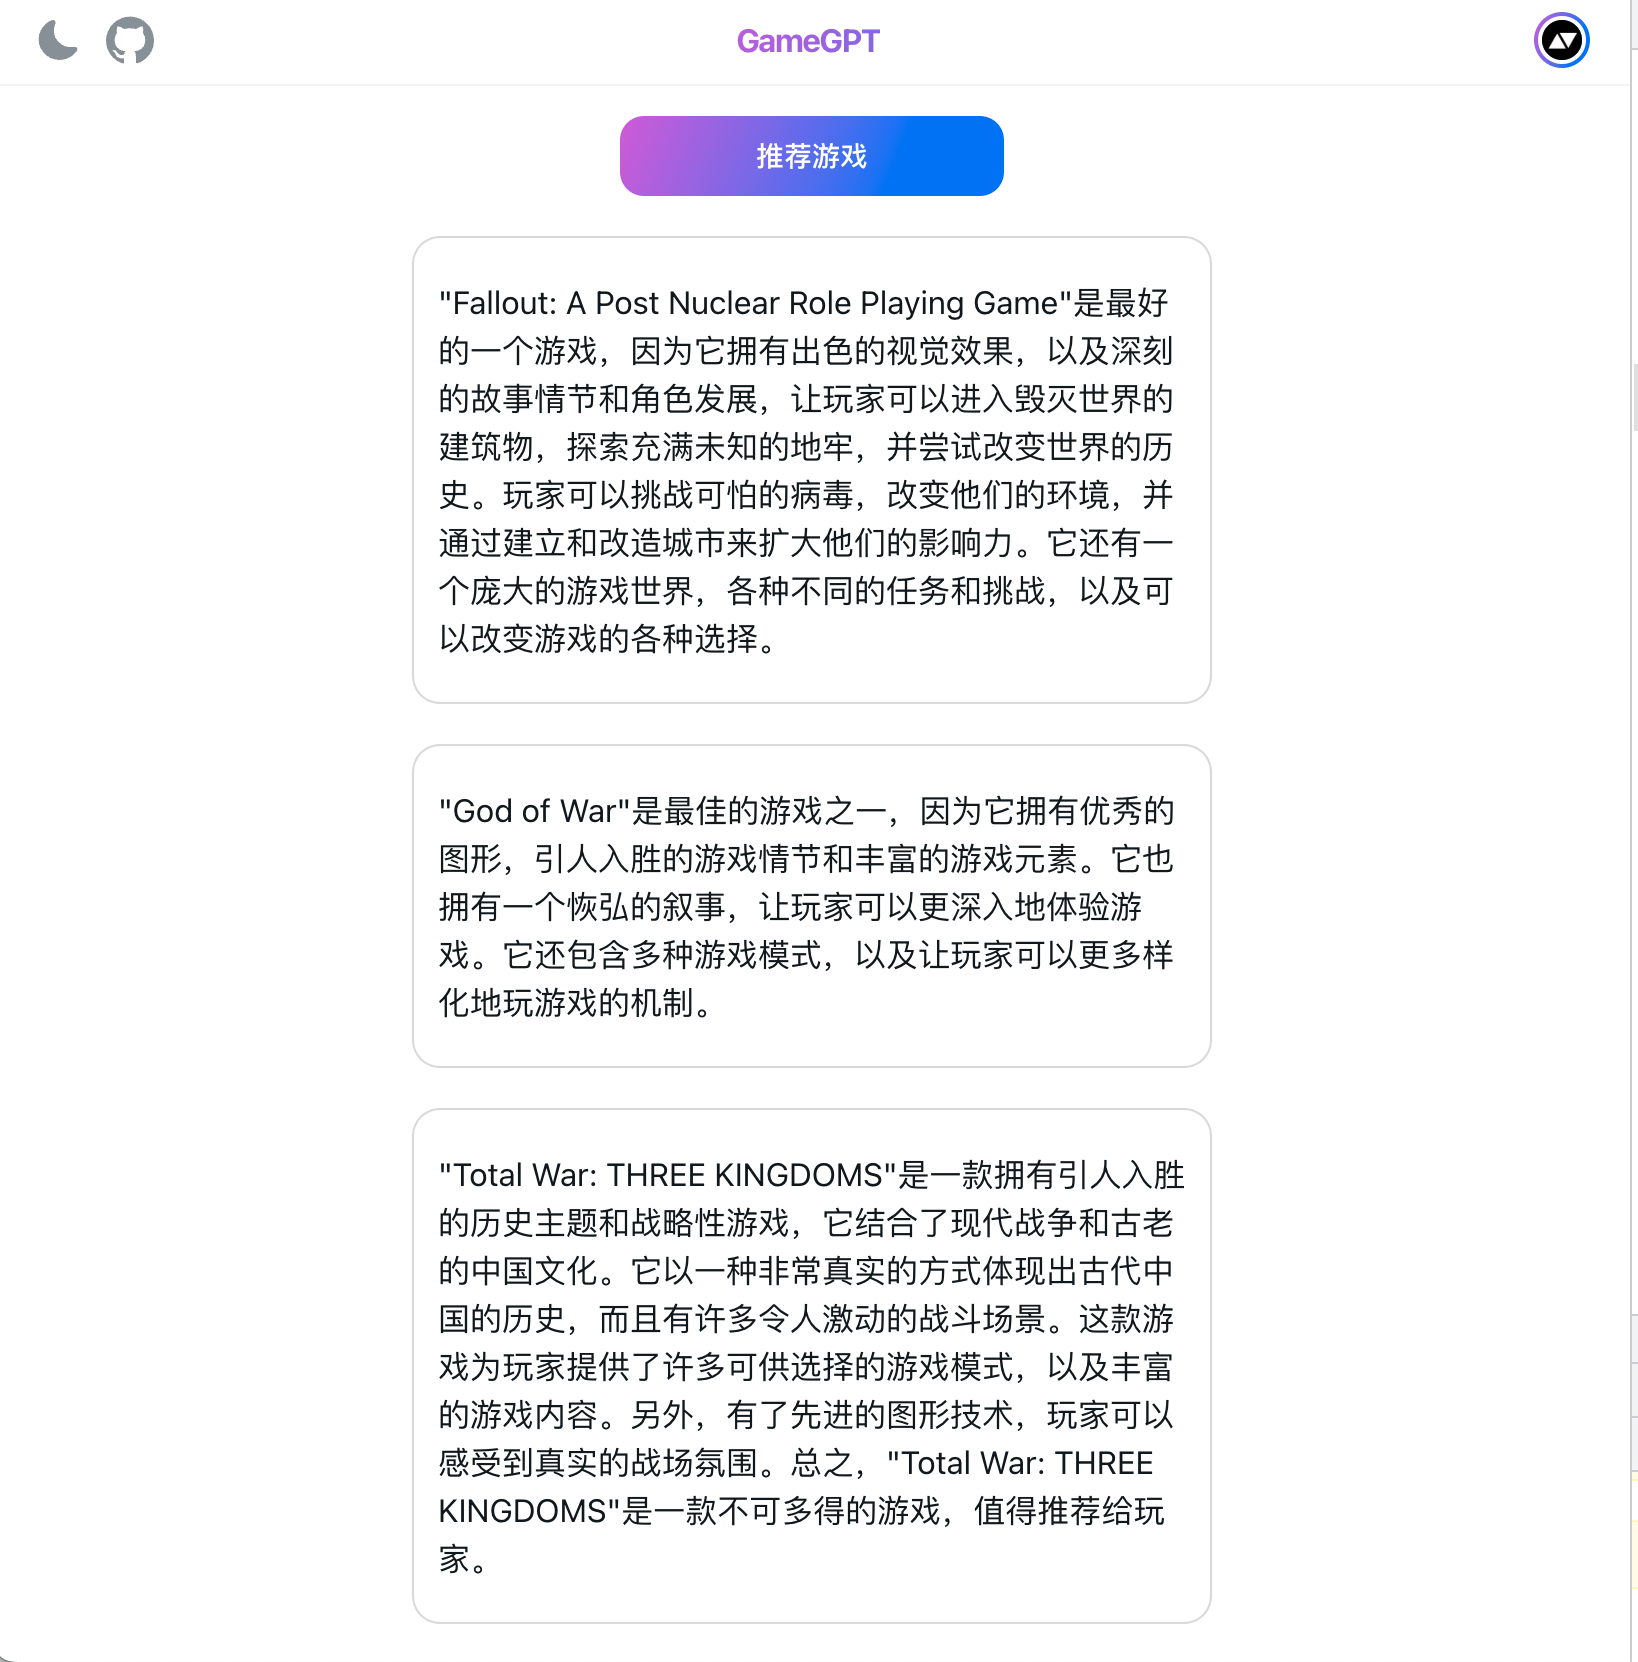 GameGPT
推荐游戏
"Fallout: A Post Nuclear Role Playing Game"是最好
的一个游戏，因为它拥有出色的视觉效果，以及深刻
的故事情节和角色发展，让玩家可以进入毁灭世界的
建筑物，探索充满未知的地牢，并尝试改变世界的历
史。玩家可以挑战可怕的病毒，改变他们的环境，并
通过建立和改造城市来扩大他们的影响力。它还有一
个庞大的游戏世界，各种不同的任务和挑战，以及可
以改变游戏的各种选择。
"God of War"是最佳的游戏之一，因为它拥有优秀的
图形，引人入胜的游戏情节和丰富的游戏元素。它也
拥有一个恢弘的叙事，让玩家可以更深入地体验游
戏。它还包含多种游戏模式，以及让玩家可以更多样
化地玩游戏的机制。
"Total War: THREE KINGDOMS"是一款拥有引人入胜
的历史主题和战略性游戏，它结合了现代战争和古老
的中国文化。它以一种非常真实的方式体现出古代中
国的历史，而且有许多令人激动的战斗场景。这款游
戏为玩家提供了许多可供选择的游戏模式，以及丰富
的游戏内容。另外，有了先进的图形技术，玩家可以
感受到真实的战场氛围。总之，"Total War: THREE
KINGDOMS"是一款不可多得的游戏，值得推荐给玩
家。